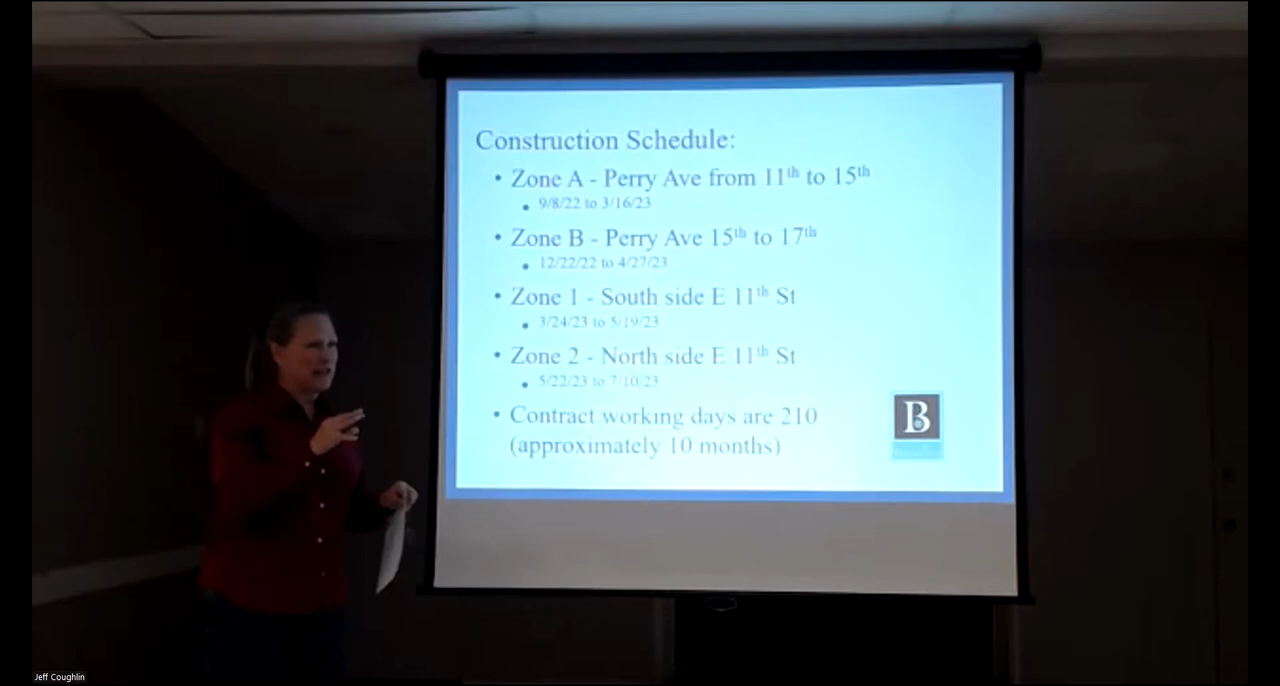 Construction Schedule:
• Zone A - Perry Ave from 11th to 15th
• 9/8/22 to 3/16/23
• Zone B - Perry Ave 15th to 17th
• 12/22/22 to 4/27/23
• Zone 1 - South side E 11th St
• 3/24/23 to 5/19/23
• Zone 2 - North side E 11th St
• 5/22/23 to 7/10/23
• Contract working days are 210
(approximately 10 months)
B
Jeff Coughlin